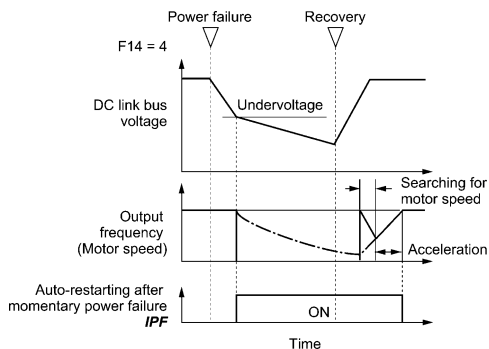 Power failure
Recovery
F14 = 4
DC link bus
voltage
Undervoltage
Searching for
motor speed
Output
frequency
(Motor speed)
Acceleration
Auto-restarting after
momentary power failure
IPF
ON
Time